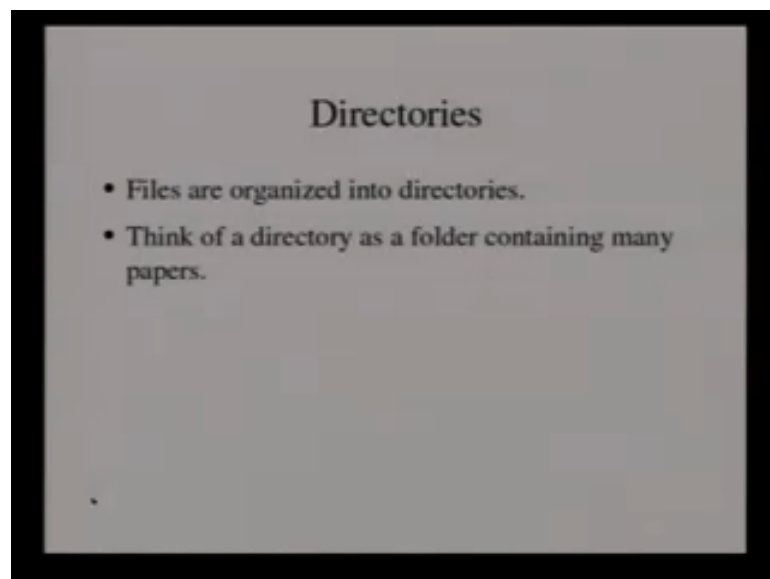 Directories
• Files are organized into directories.
• Think of a directory as a folder containing many
papers.